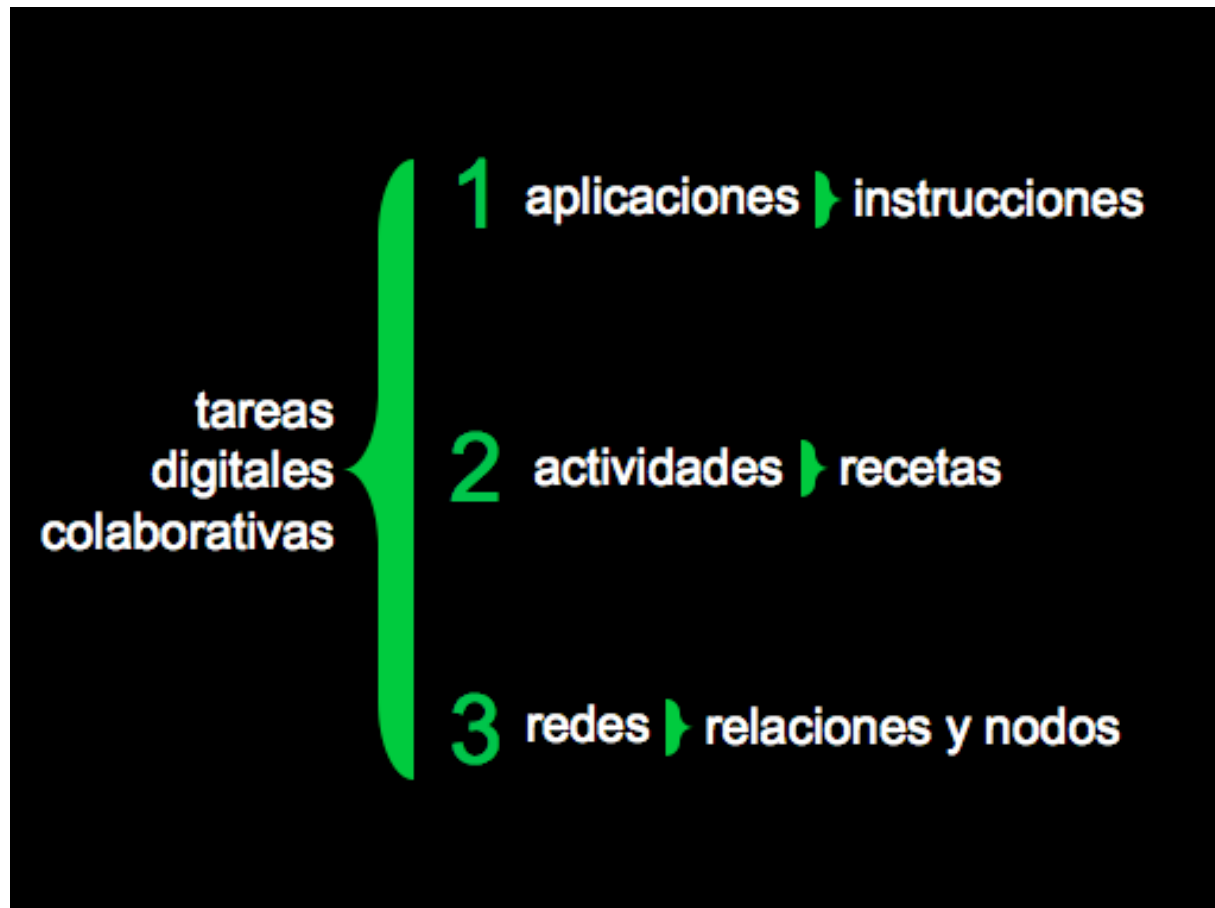 tareas
digitales
colaborativas
1 aplicaciones instrucciones
2 actividades recetas
3 redes relaciones y nodos